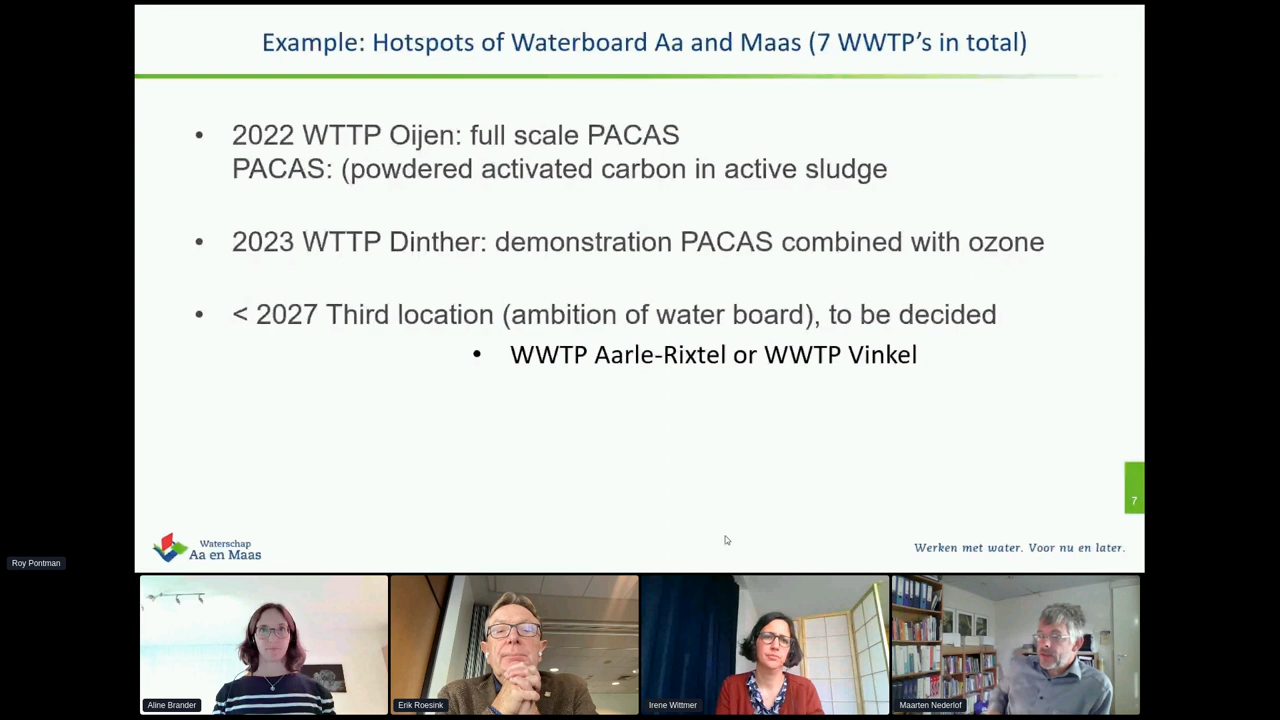 Example: Hotspots of Waterboard Aa and Maas (7 WWTP's in total)
• 2022 WTTP Oijen: full scale PACAS
PACAS: (powdered activated carbon in active sludge
• 2023 WTTP Dinther: demonstration PACAS combined with ozone
• < 2027 Third location (ambition of water board), to be decided
• WWTP Aarle-Rixtel or WWTP Vinkel
7
Waterschap
Aa en Maas
Werken met water. Voor nu en later.
Roy Pontman
Aline Brander
Erik Roesink
Irene Wittmer
Maarten Nederlof